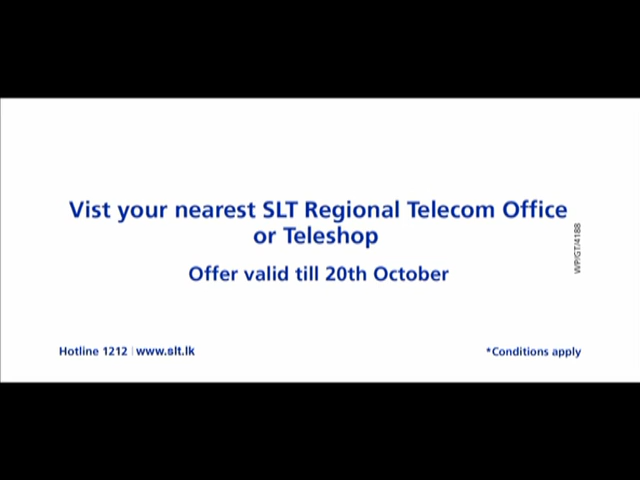 Vist your nearest SLT Regional Telecom Office
or Teleshop
Offer valid till 20th October
WP/GT/4188
Hotline 1212 | www.slt.lk
*Conditions apply